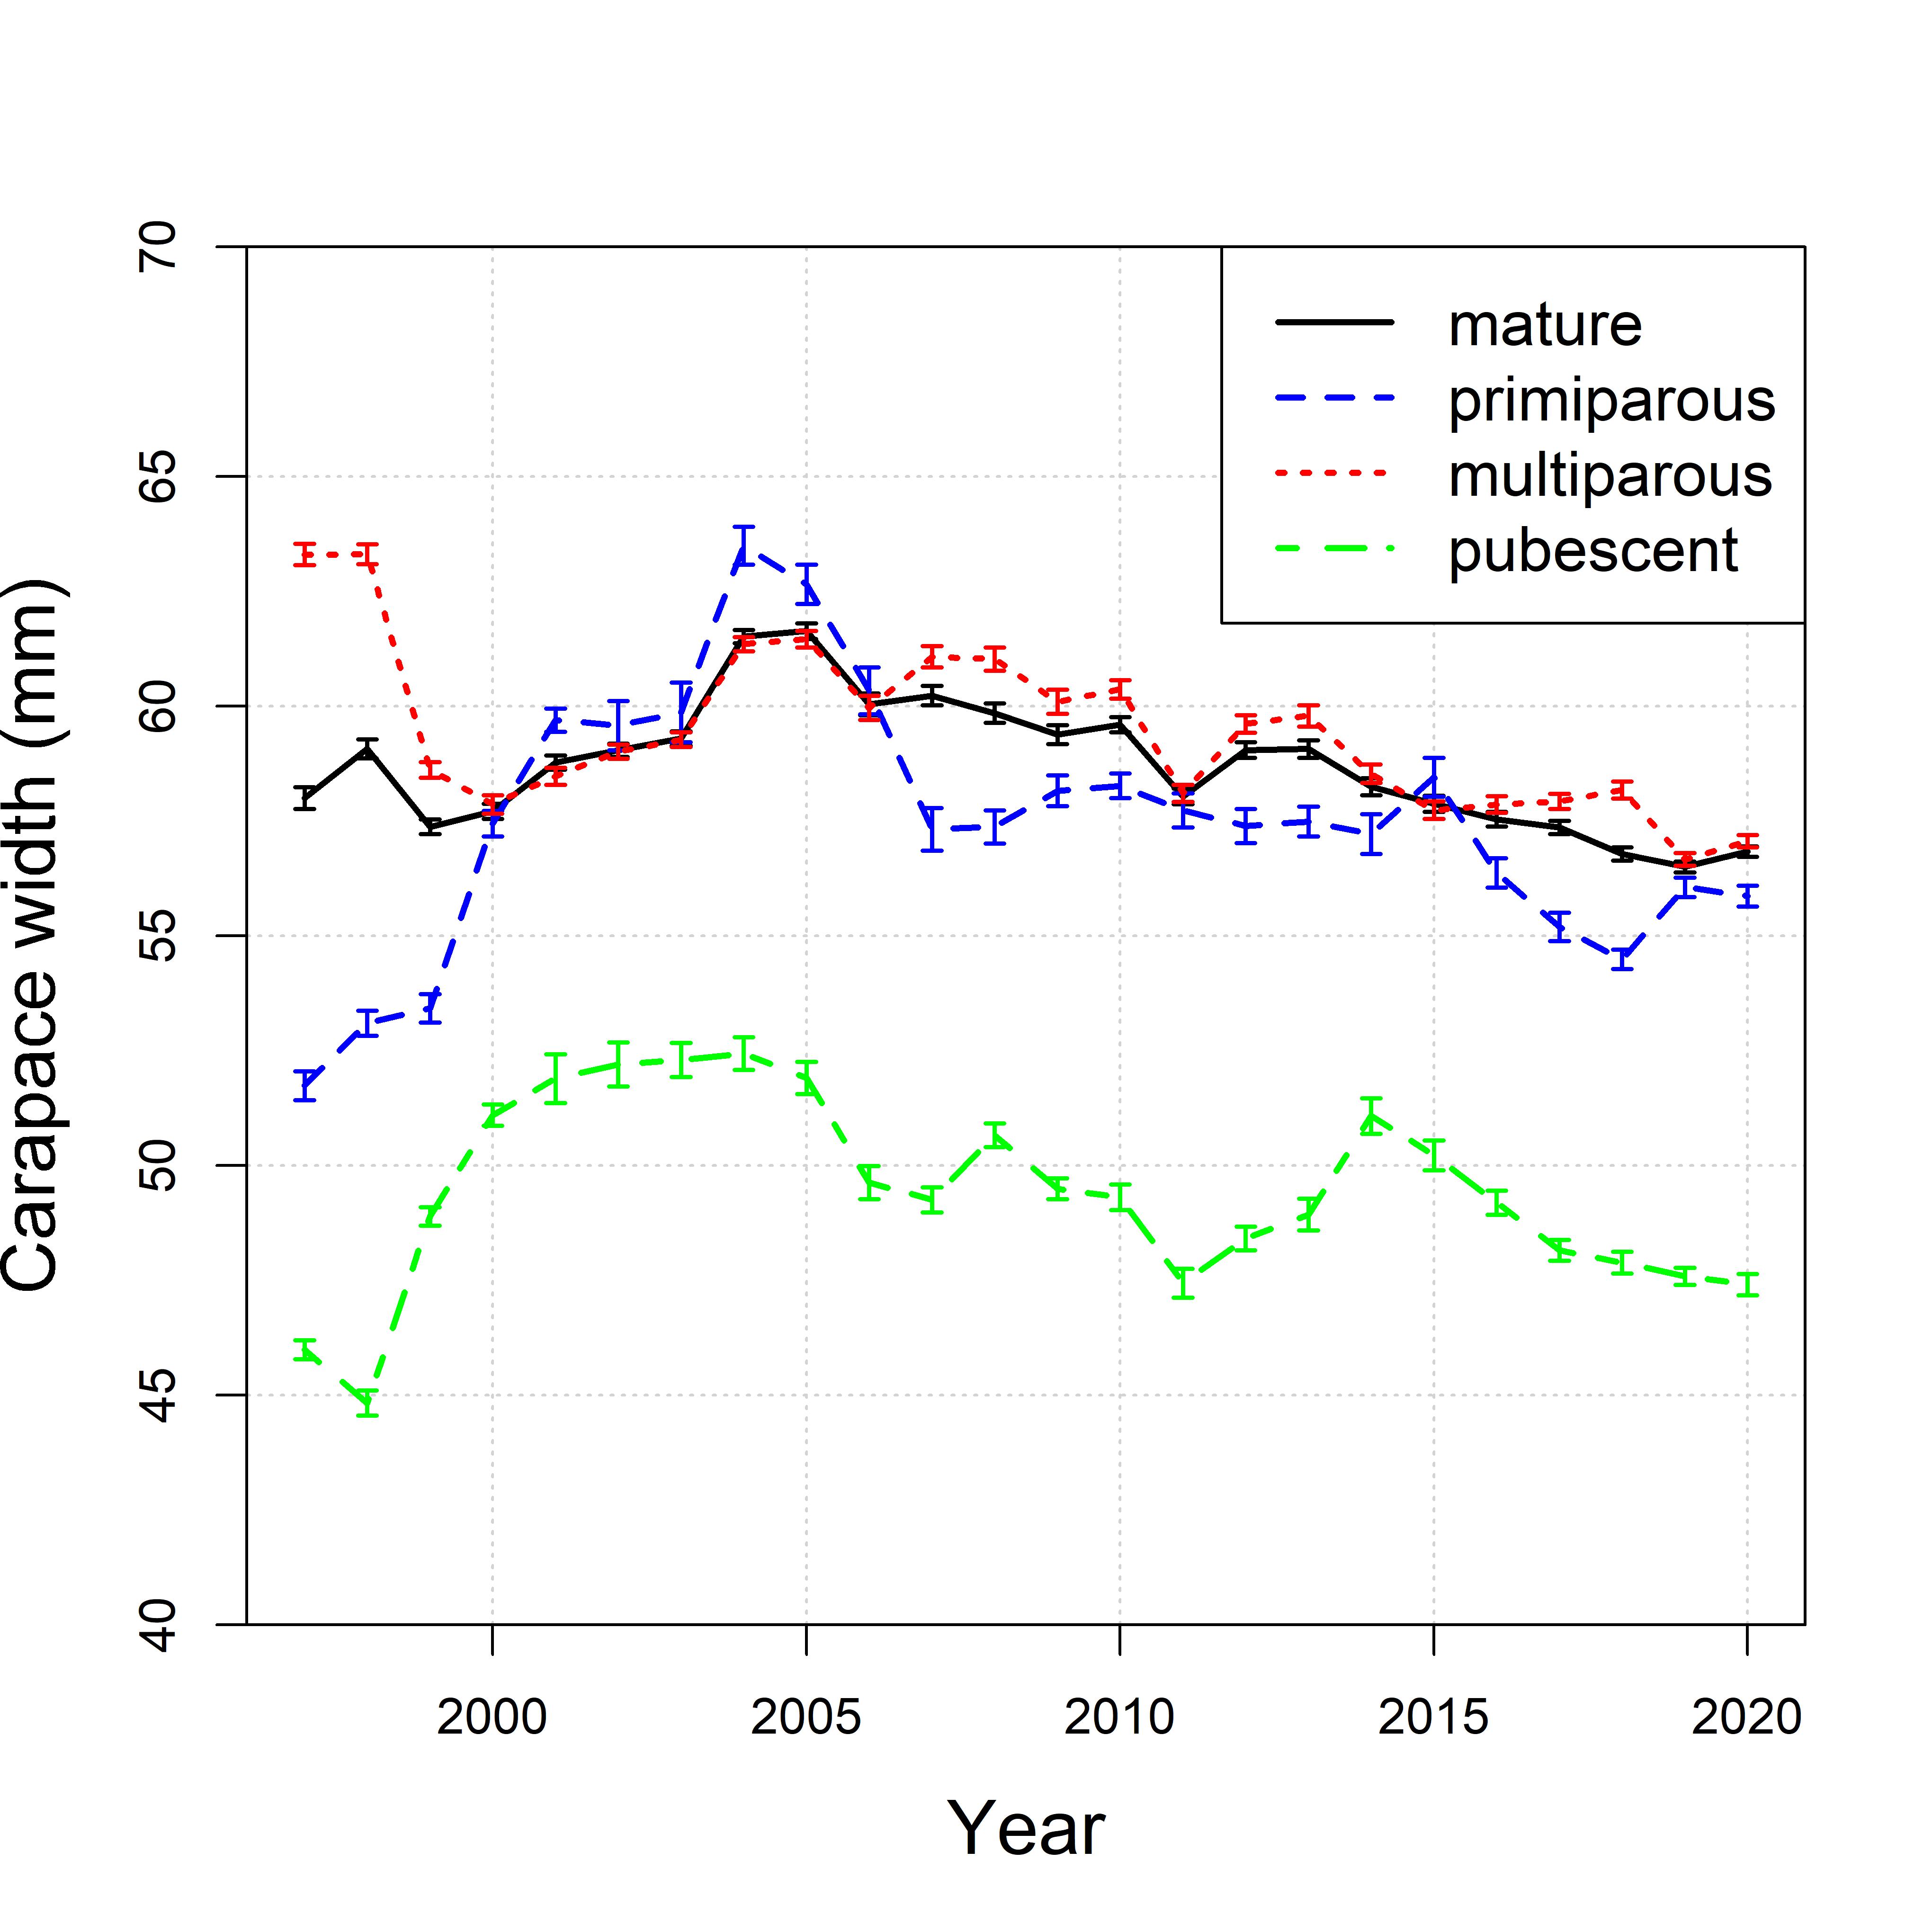 70
65
60
55
50
45
40
Carapace width (mm)
mature
primiparous
multiparous
pubescent
2000
2005
2010
2015
2020
Year